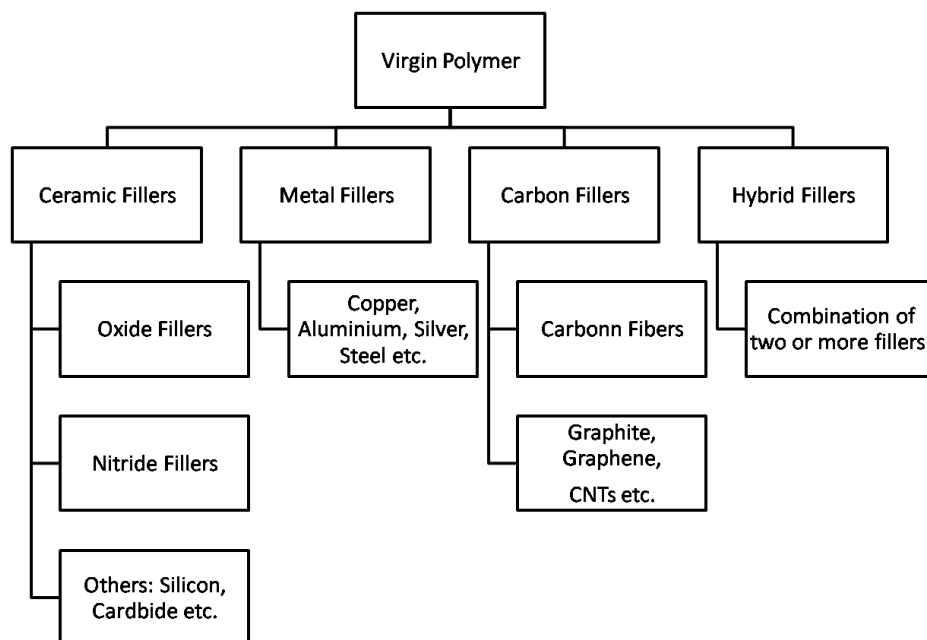 Virgin Polymer
Ceramic Fillers
Metal Fillers
Carbon Fillers
Hybrid Fillers
Oxide Fillers
Copper,
Aluminium, Silver,
Steel etc.
Carbonn Fibers
Combination of
two or more fillers
Nitride Fillers
Graphite,
Graphene,
CNTs etc.
Others: Silicon,
Cardbide etc.